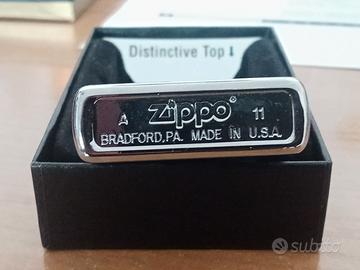 Distinctive Top ↓
A zippo® 11
BRADFORD,PA. MADE IN U.S.A.
subito